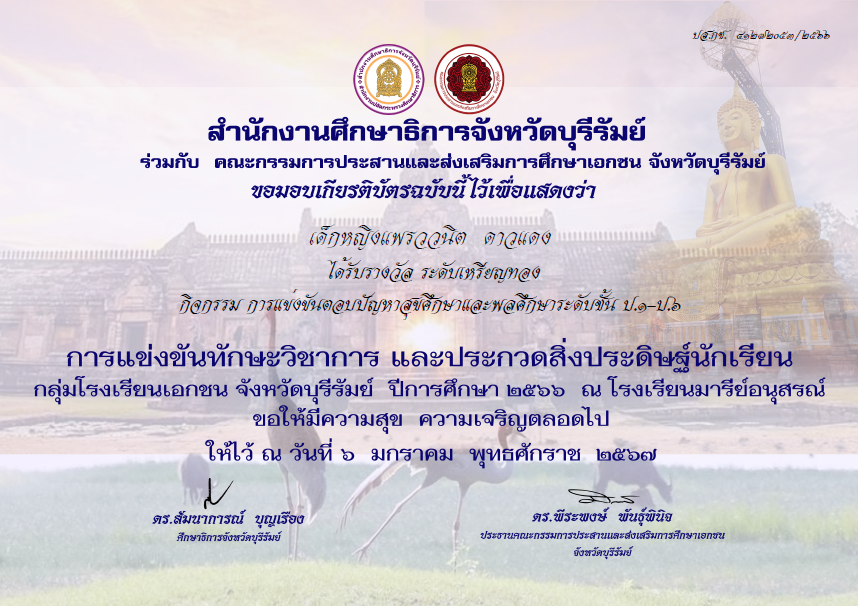 สำนักงานศึกษาธิการจังหวัดบุรีรัมย์
ร่วมกับ คณะกรรมการประสานและส่งเสริมการศึกษาเอกชน จังหวัดบุรีรัมย์
ขอมอบเกียรติบัตรฉบับนี้ไว้เพื่อแสดงว่า
เด็กหญิงแพรววนิต ดาวแดง
ได้รับรางวัล ระดับเหรียญทอง
กิจกรรม การแข่งขันตอบปัญหาสุขศึกษาและพลศึกษาระดับชั้น ป.๑-ป.๖
การแข่งขันทักษะวิชาการ และประกวดสิ่งประดิษฐ์นักเรียน
กลุ่มโรงเรียนเอกชน จังหวัดบุรีรัมย์ ปีการศึกษา ๒๕๖๖ ณ โรงเรียนมารีย์อนุสรณ์
ขอให้มีความสุข ความเจริญตลอดไป
ให้ไว้ ณ วันที่ ๖ มกราคม พุทธศักราช ๒๕๖๗
ดร.สัมนาการณ์ บุญเรือง
ศึกษาธิการจังหวัดบุรีรัมย์
ดร.พีระพงษ์ พันธุ์พินิจ
ประธานคณะกรรมการประสานและส่งเสริมการศึกษาเอกชน
จังหวัดบุรีรัมย์